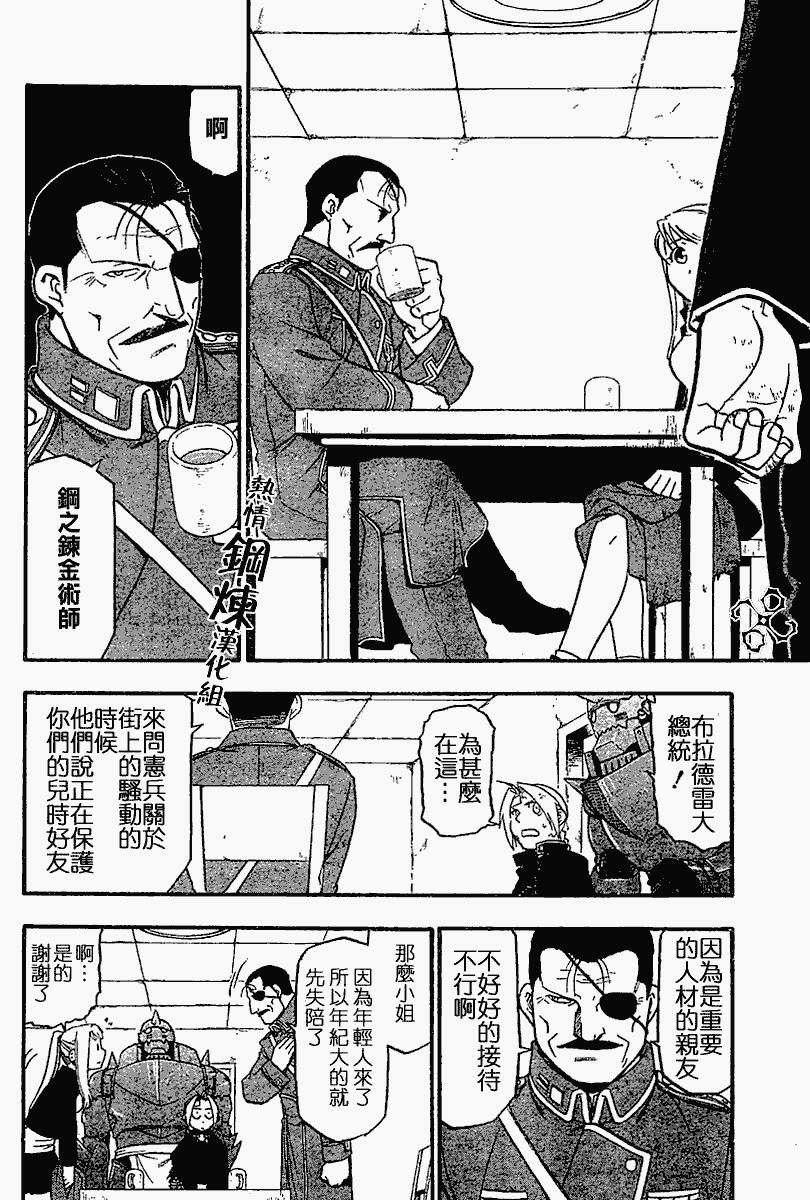 啊
鋼之鍊金術師
熱情鋼煉漢化組
布拉德雷大
總統！
為甚麼
在這…
來問憲兵關於
街上的騷動的
時候
他們說正在保護
你們的兒時好友
因為是重要
的人材的親友
不好好的接待
不行啊
那麼小姐
因為年輕人來了
所以年紀大的就
先失陪了
啊…
是的
謝謝了